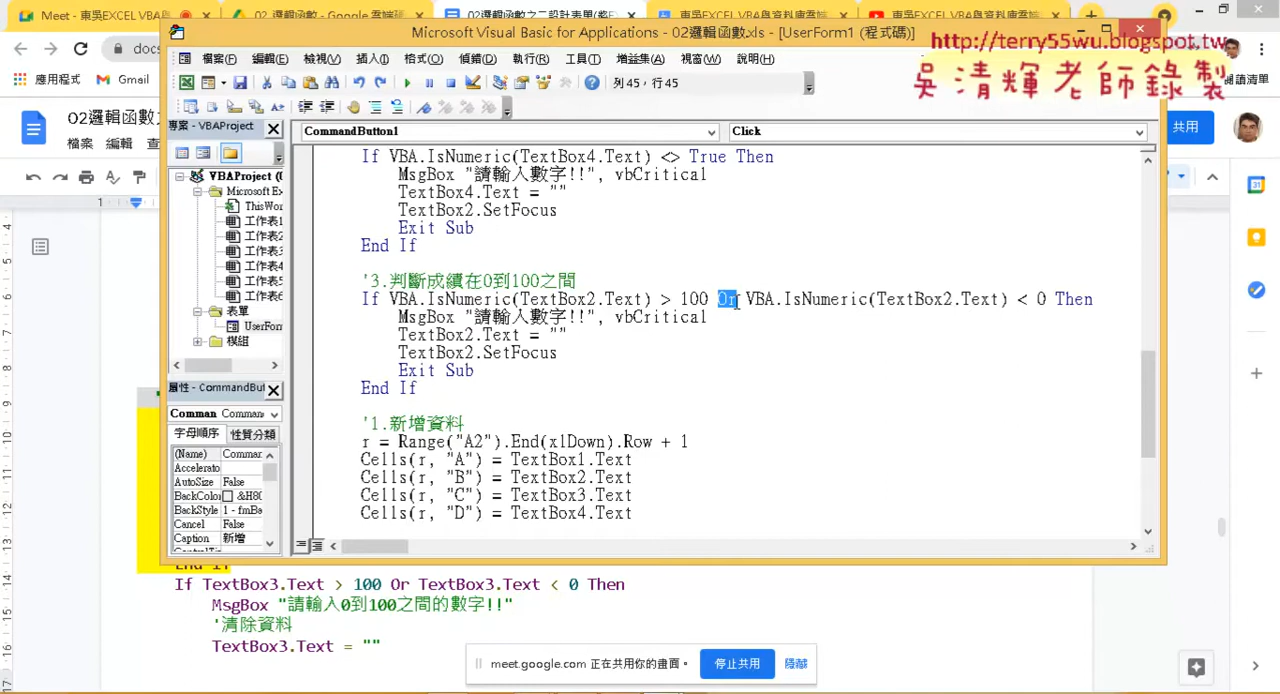 Meet - 東吳EXCEL VBA
02 邏輯函數 - Google 雲端硬
02邏輯函數之二設計表單(將E
東吳EXCEL VBA與資料庫雲端
東吳EXCEL VBA與資料庫雲端
docs
應用程式
Gmail
閱讀清單
http://terry55wu.blogspot.tw
吳清輝老師錄製
02邏輯函數之
檔案 編輯
共用
Microsoft Visual Basic for Applications - 02邏輯函數.xls - [UserForm1 (程式碼)]
檔案(F) 編輯(E) 檢視(V) 插入(I) 格式(O) 偵錯(D) 執行(R) 工具(T) 增益集(A) 視窗(W) 說明(H)
列 45，行 45
專案 - VBAProject
VBAProject (
Microsoft Ex
ThisWor
工作表1
工作表2
工作表3
工作表4
工作表5
工作表6
表單
UserForm
模組
屬性 - CommandBut
Comman Comman
字母順序 性質分類
(Name) Commar
Accelerato
AutoSize False
BackColor &H80
BackStyle 1 - fmBa
Cancel False
Caption 新增
CommandButton1
Click
If VBA.IsNumeric(TextBox4.Text) <> True Then
MsgBox "請輸入數字!!", vbCritical
TextBox4.Text = ""
TextBox2.SetFocus
Exit Sub
End If
'3.判斷成績在0到100之間
If VBA.IsNumeric(TextBox2.Text) > 100 Or VBA.IsNumeric(TextBox2.Text) < 0 Then
MsgBox "請輸入數字!!", vbCritical
TextBox2.Text = ""
TextBox2.SetFocus
Exit Sub
End If
'1.新增資料
r = Range("A2").End(xlDown).Row + 1
Cells(r, "A") = TextBox1.Text
Cells(r, "B") = TextBox2.Text
Cells(r, "C") = TextBox3.Text
Cells(r, "D") = TextBox4.Text
End If
If TextBox3.Text > 100 Or TextBox3.Text < 0 Then
MsgBox "請輸入0到100之間的數字!!"
'清除資料
TextBox3.Text = ""
meet.google.com 正在共用你的畫面。
停止共用
隱藏